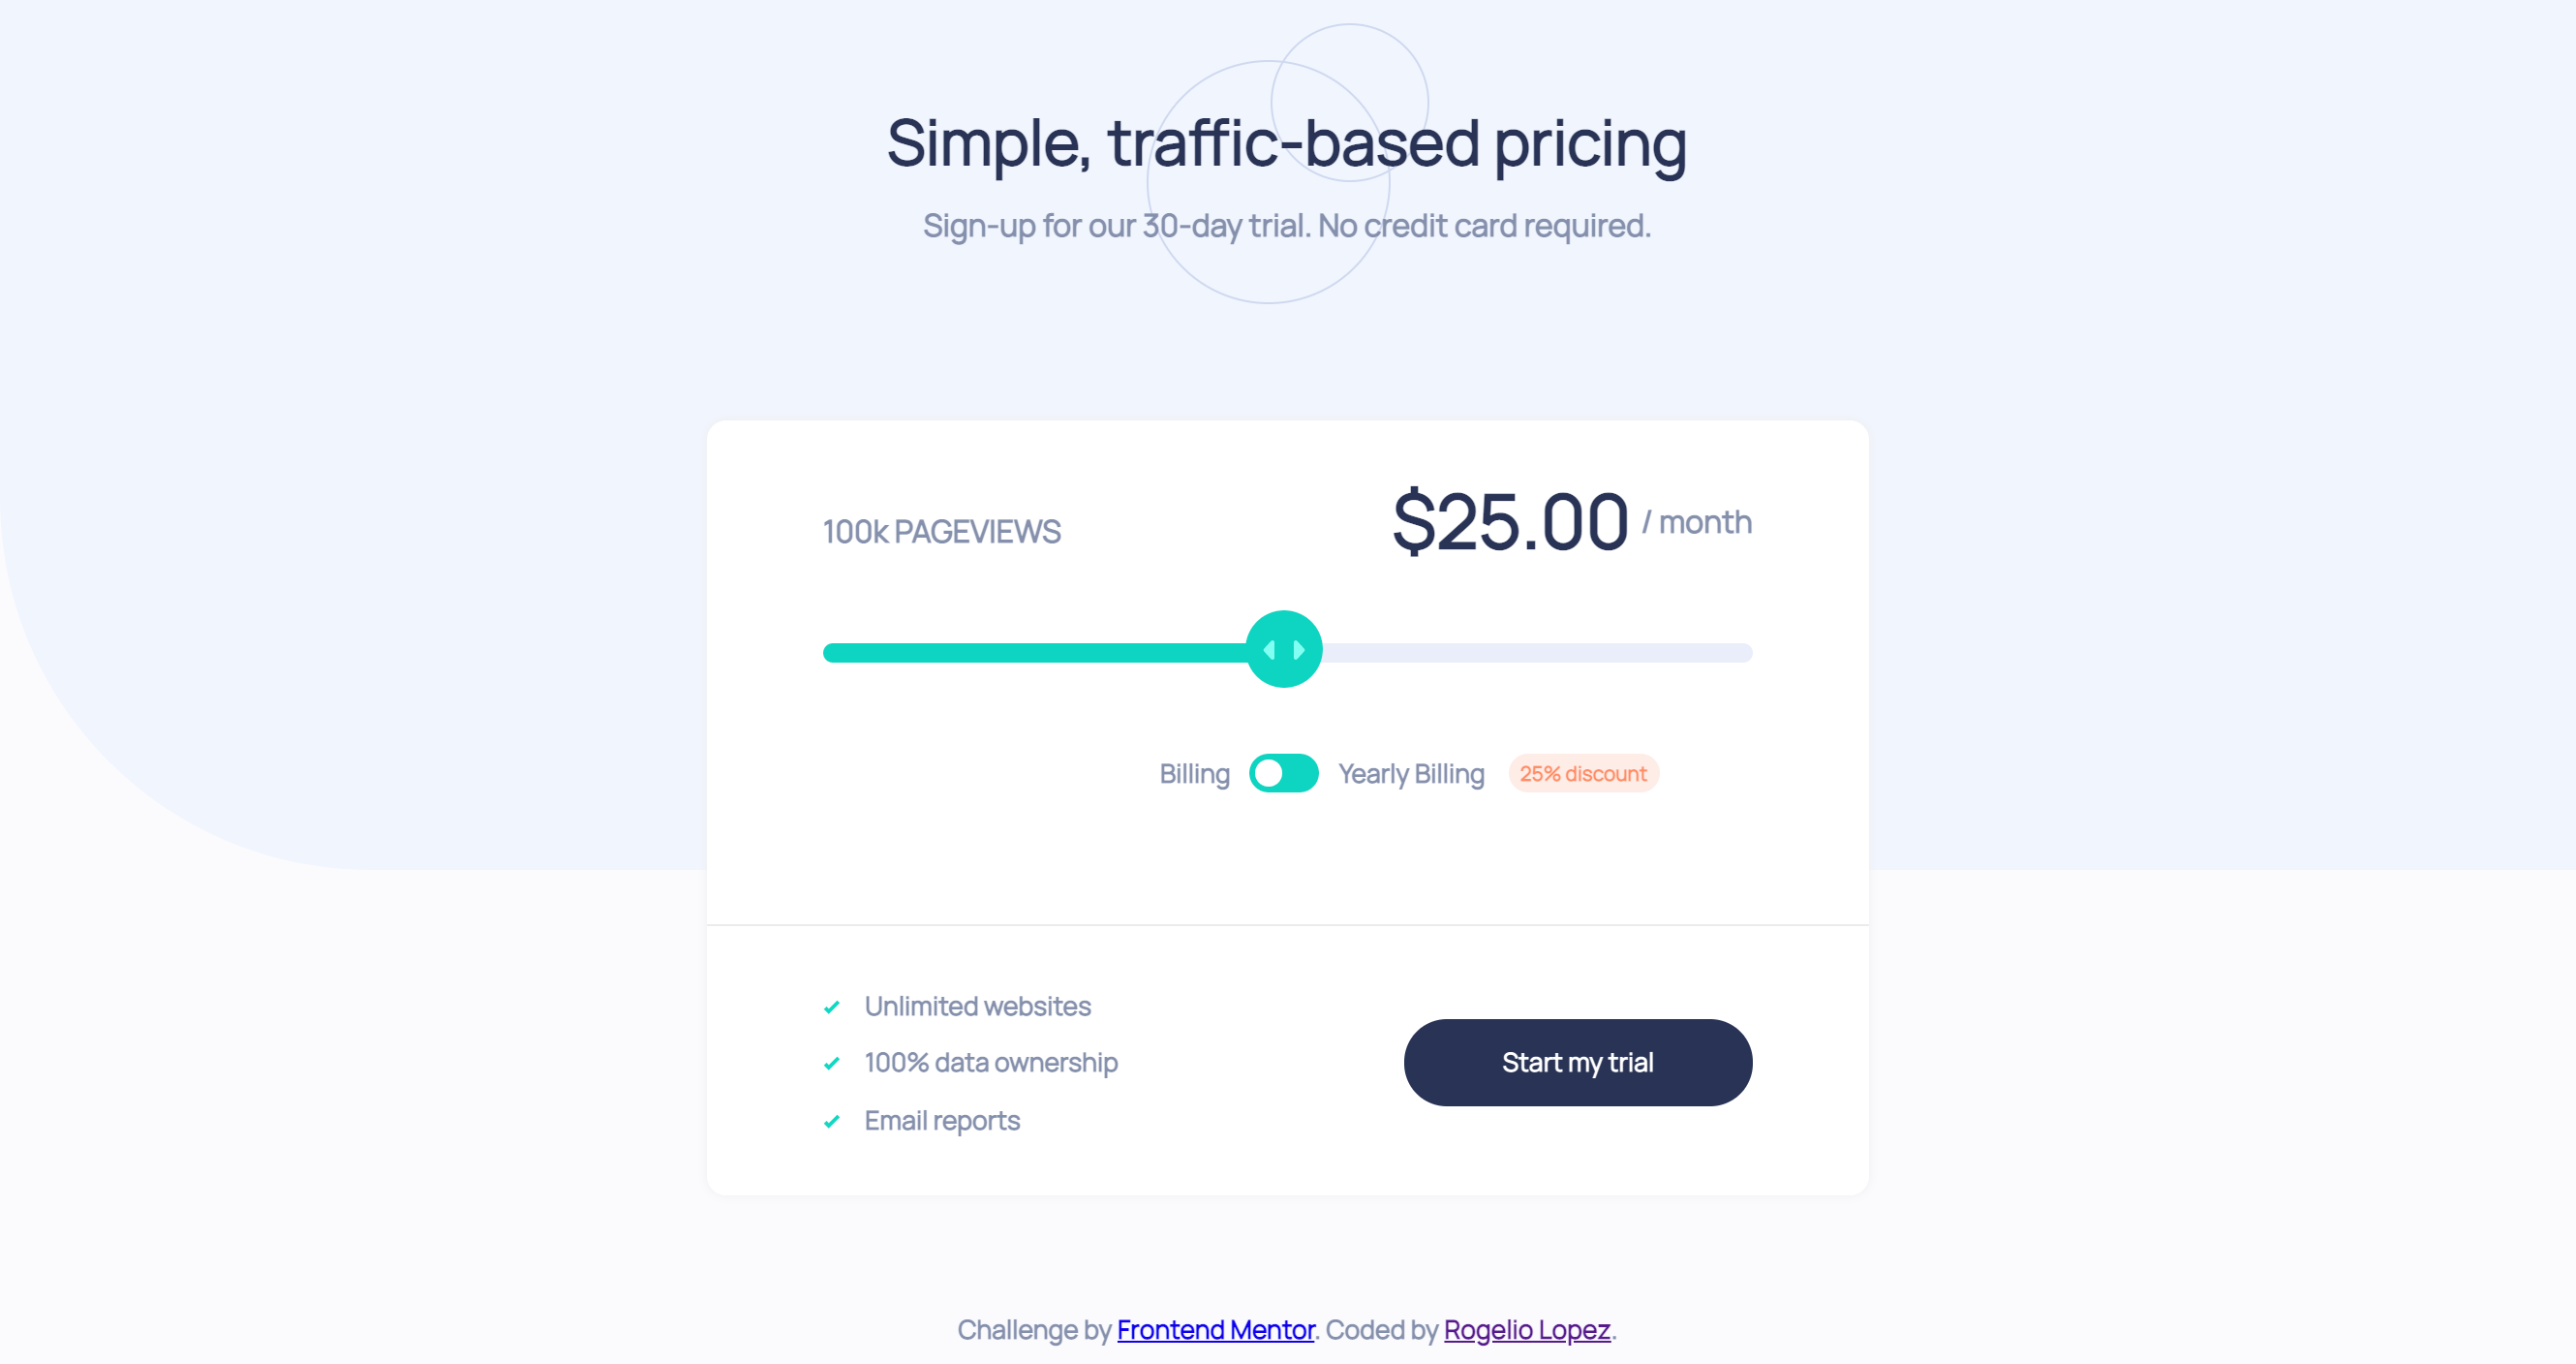 Simple, traffic-based pricing
Sign-up for our 30-day trial. No credit card required.
100k PAGEVIEWS
$25.00 / month
Billing
Yearly Billing
25% discount
Unlimited websites
100% data ownership
Email reports
Start my trial
Challenge by Frontend Mentor. Coded by Rogelio Lopez.